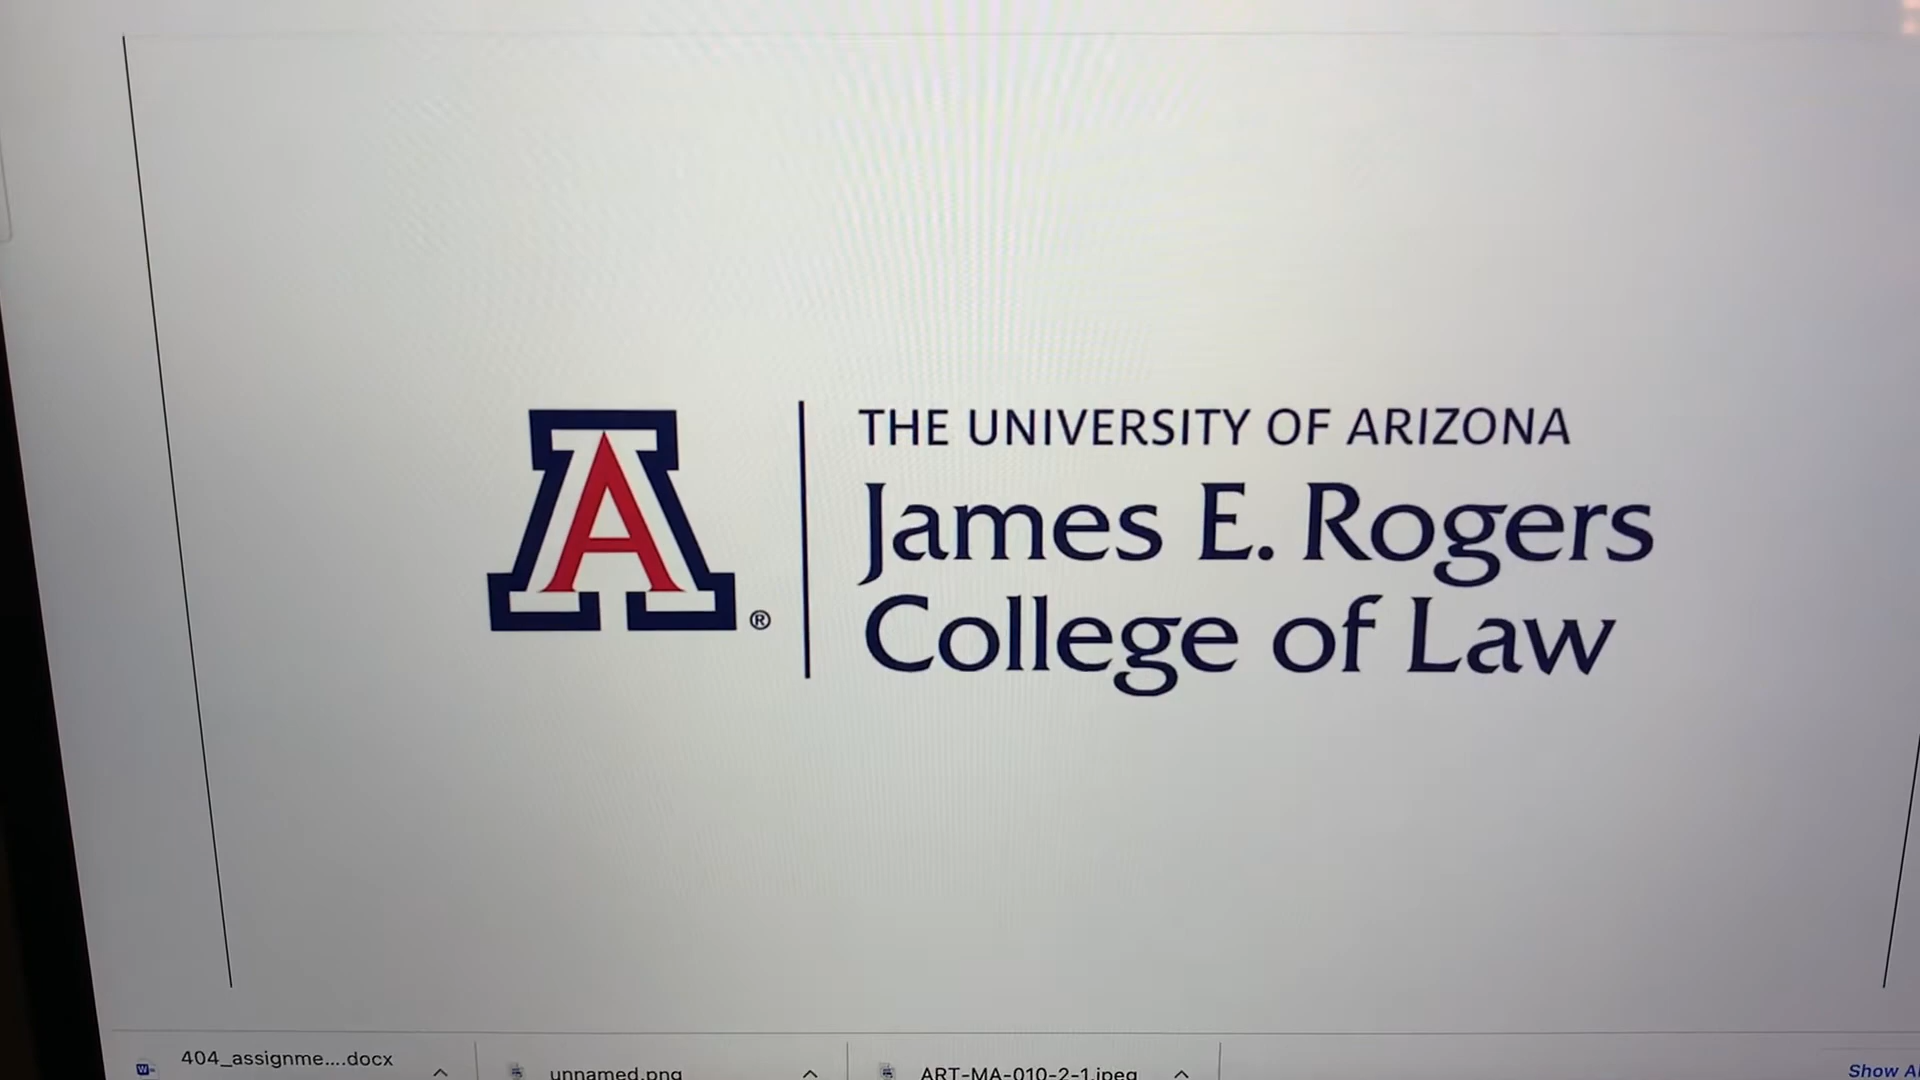 A ®
THE UNIVERSITY OF ARIZONA
James E. Rogers
College of Law
404_assignme....docx
unnamed.png
ART-MA-010-2-1.jpeg
Show